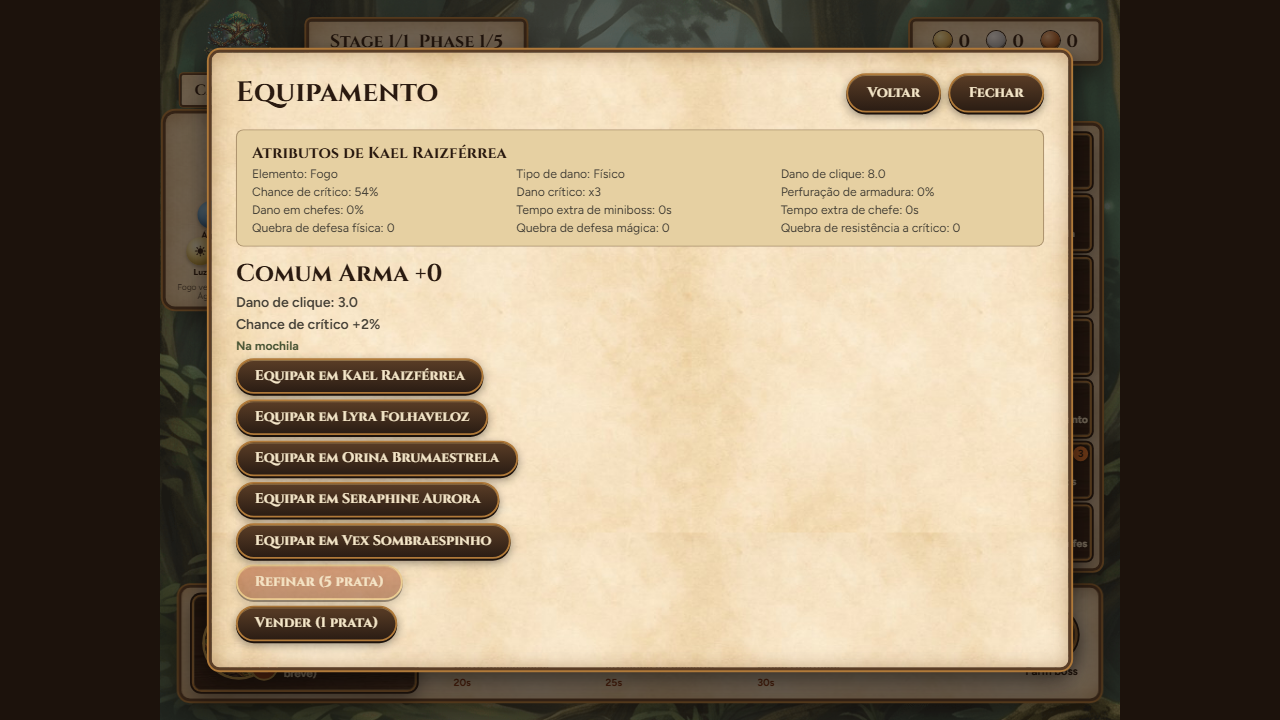 Stage 1/1 Phase 1/5
0 0 0
Equipamento
Voltar
Fechar
Atributos de Kael Raizférrea
Elemento: Fogo
Tipo de dano: Físico
Dano de clique: 8.0
Chance de crítico: 54%
Dano crítico: x3
Perfuração de armadura: 0%
Dano em chefes: 0%
Tempo extra de miniboss: 0s
Tempo extra de chefe: 0s
Quebra de defesa física: 0
Quebra de defesa mágica: 0
Quebra de resistência a crítico: 0
Comum Arma +0
Dano de clique: 3.0
Chance de crítico +2%
Na mochila
Equipar em Kael Raizférrea
Equipar em Lyra Folhaveloz
Equipar em Orina Brumaestrela
Equipar em Seraphine Aurora
Equipar em Vex Sombraespinho
Refinar (5 prata)
Vender (1 prata)
3
20s
25s
30s